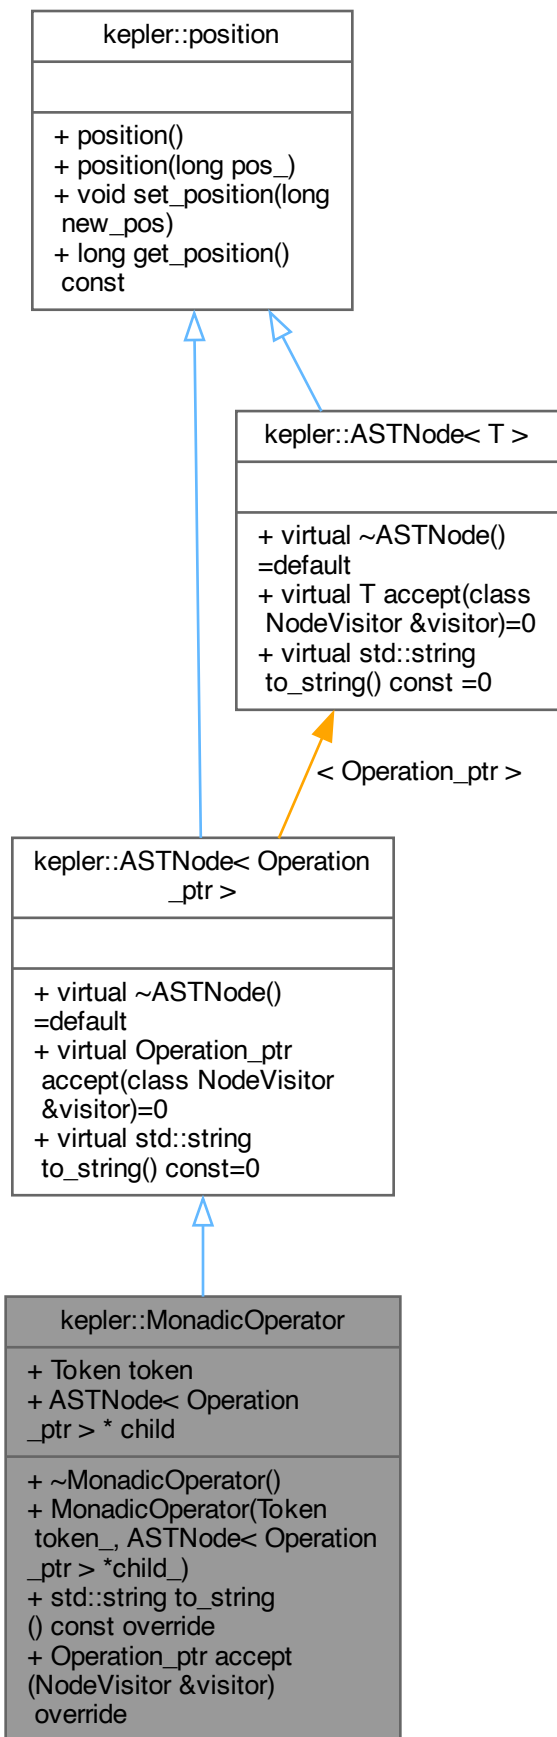 kepler::position
+ position()
+ position(long pos_)
+ void set_position(long
new_pos)
+ long get_position()
const
kepler::ASTNode< T >
+ virtual ~ASTNode()
=default
+ virtual T accept(class
NodeVisitor &visitor)=0
+ virtual std::string
to_string() const =0
< Operation_ptr >
kepler::ASTNode< Operation
_ptr >
+ virtual ~ASTNode()
=default
+ virtual Operation_ptr
accept(class NodeVisitor
&visitor)=0
+ virtual std::string
to_string() const=0
kepler::MonadicOperator
+ Token token
+ ASTNode< Operation
_ptr > * child
+ ~MonadicOperator()
+ MonadicOperator(Token
token_, ASTNode< Operation
_ptr > *child_)
+ std::string to_string
() const override
+ Operation_ptr accept
(NodeVisitor &visitor)
override